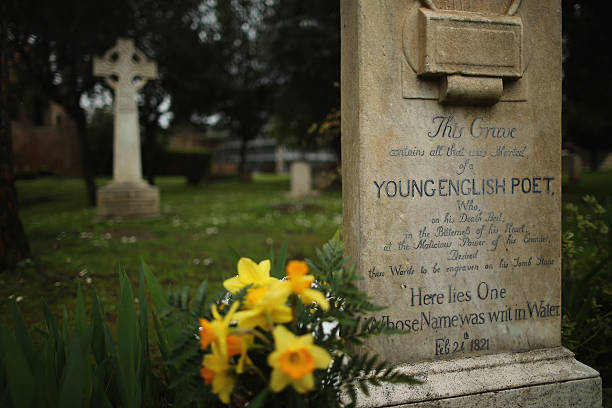 This Grave
contains all that was Mortal
of a
YOUNG ENGLISH POET,
Who,
on his Death Bed,
in the Bitterness of his Heart,
at the Malicious Power of his Enemies,
Desired
these Words to be engraven on his Tomb Stone
"Here lies One
Whose Name was writ in Water.
Feb 24 1821